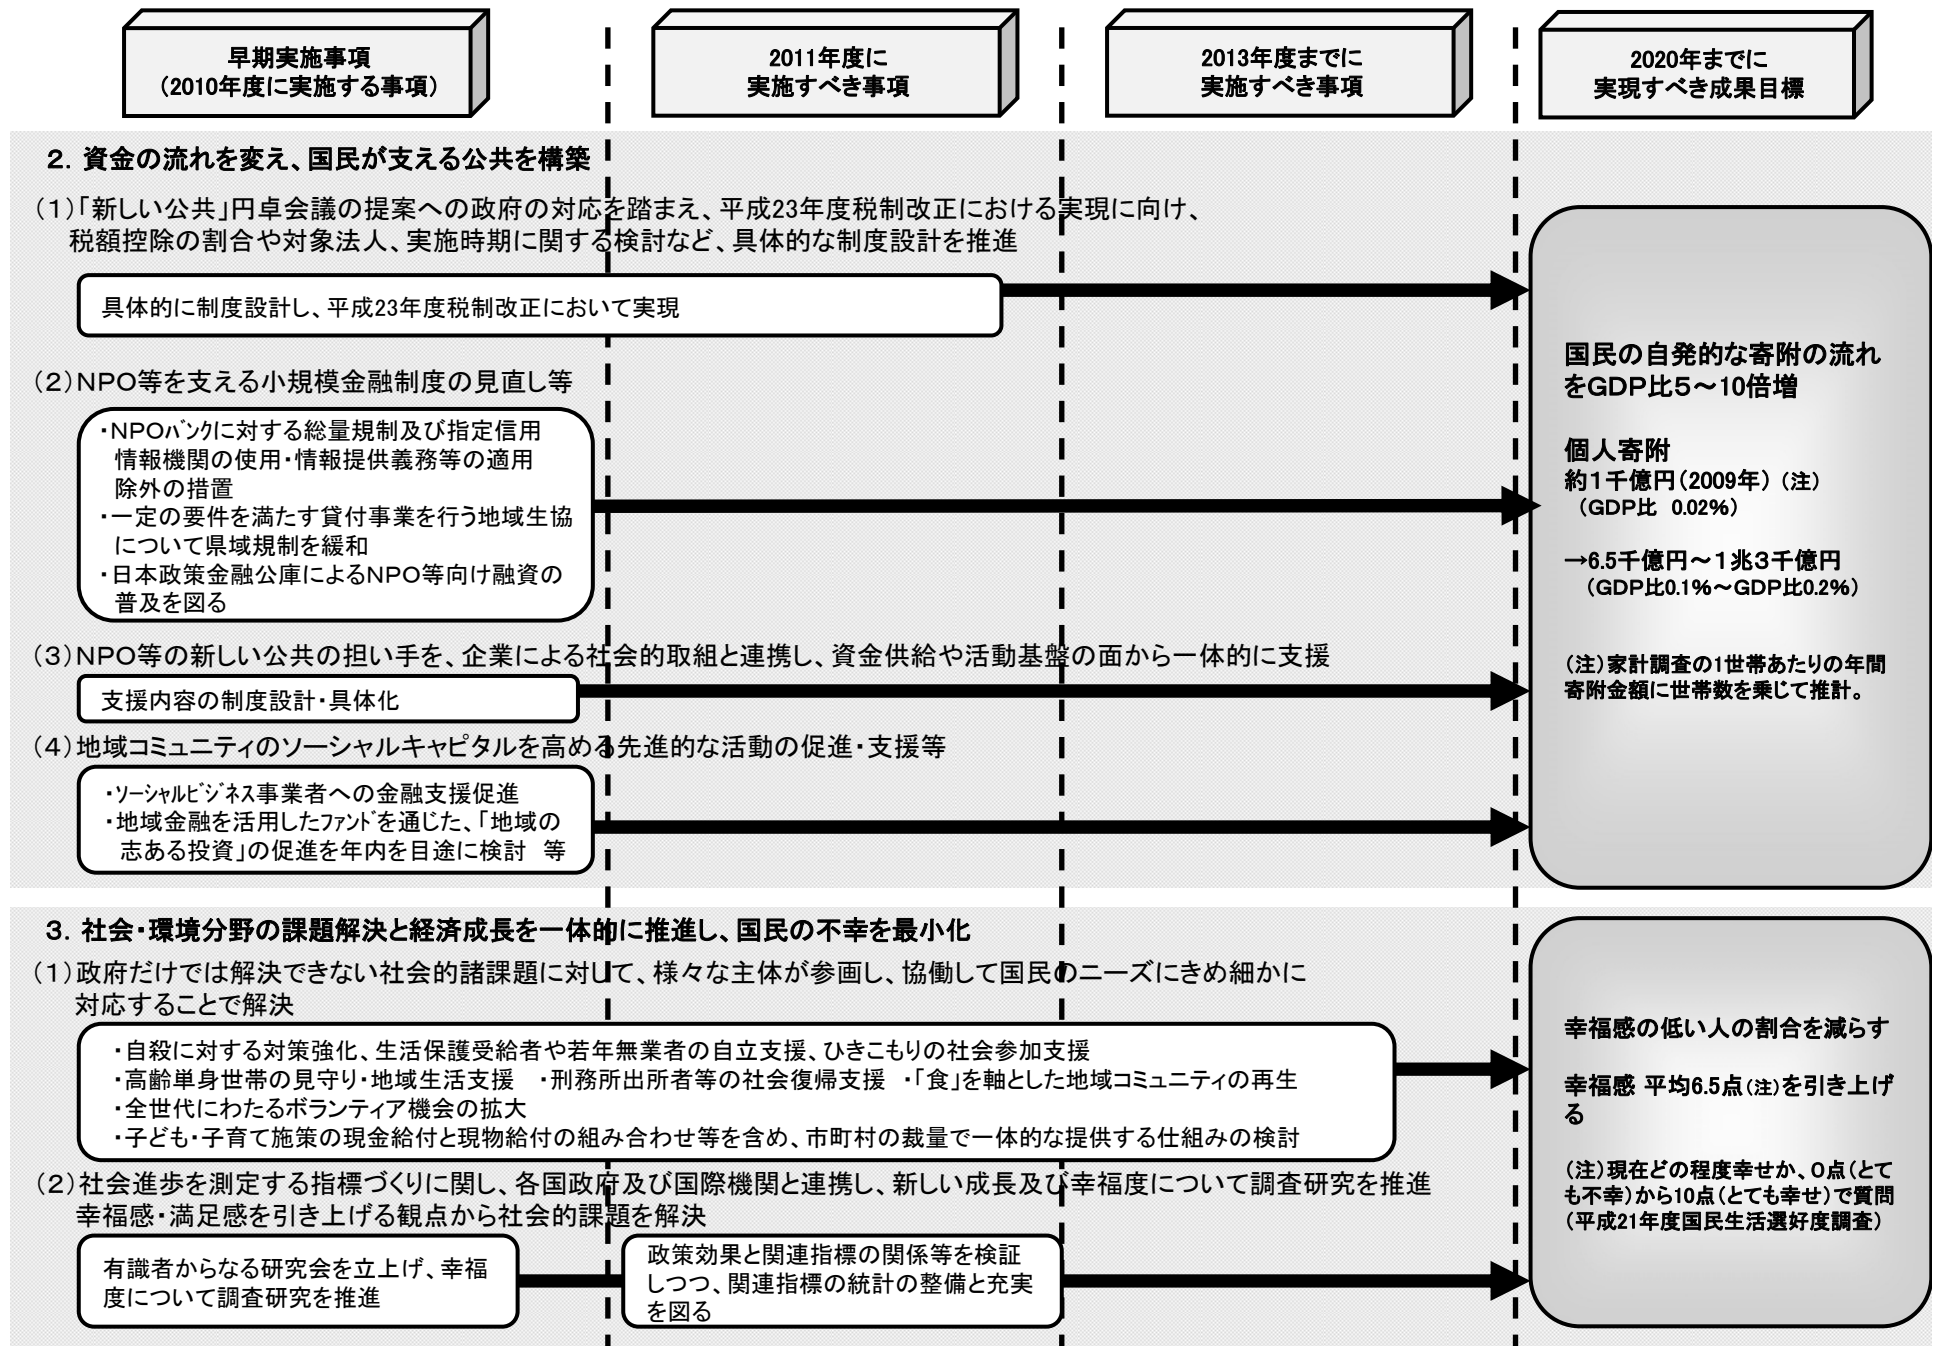 早期実施事項
（2010年度に実施する事項）
2011年度に
実施すべき事項
2013年度までに
実施すべき事項
2020年までに
実現すべき成果目標
２．資金の流れを変え、国民が支える公共を構築
（１）「新しい公共」円卓会議の提案への政府の対応を踏まえ、平成23年度税制改正における実現に向け、
税額控除の割合や対象法人、実施時期に関する検討など、具体的な制度設計を推進
具体的に制度設計し、平成23年度税制改正において実現
（２）ＮＰＯ等を支える小規模金融制度の見直し等
・ＮＰＯﾊﾞﾝｸに対する総量規制及び指定信用
情報機関の使用・情報提供義務等の適用
除外の措置
・一定の要件を満たす貸付事業を行う地域生協
について県域規制を緩和
・日本政策金融公庫によるＮＰＯ等向け融資の
普及を図る
（３）ＮＰＯ等の新しい公共の担い手を、企業による社会的取組と連携し、資金供給や活動基盤の面から一体的に支援
支援内容の制度設計・具体化
（４）地域コミュニティのソーシャルキャピタルを高める先進的な活動の促進・支援等
・ｿｰｼｬﾙﾋﾞｼﾞﾈｽ事業者への金融支援促進
・地域金融を活用したﾌｧﾝﾄﾞを通じた、「地域の
志ある投資」の促進を年内を目途に検討　等
国民の自発的な寄附の流れ
をＧＤＰ比５～10倍増
個人寄附
約１千億円（2009年）（注）
（ＧＤＰ比　0.02%）
→6.5千億円～１兆３千億円
（ＧＤＰ比0.1%～ＧＤＰ比0.2%）
（注）家計調査の1世帯あたりの年間
寄附金額に世帯数を乗じて推計。
３．社会・環境分野の課題解決と経済成長を一体的に推進し、国民の不幸を最小化
（１）政府だけでは解決できない社会的諸課題に対して、様々な主体が参画し、協働して国民のニーズにきめ細かに
対応することで解決
・自殺に対する対策強化、生活保護受給者や若年無業者の自立支援、ひきこもりの社会参加支援
・高齢単身世帯の見守り・地域生活支援　・刑務所出所者等の社会復帰支援　・「食」を軸とした地域コミュニティの再生
・全世代にわたるボランティア機会の拡大
・子ども・子育て施策の現金給付と現物給付の組み合わせ等を含め、市町村の裁量で一体的な提供する仕組みの検討
（２）社会進歩を測定する指標づくりに関し、各国政府及び国際機関と連携し、新しい成長及び幸福度について調査研究を推進
幸福感・満足感を引き上げる観点から社会的課題を解決
有識者からなる研究会を立上げ、幸福
度について調査研究を推進
政策効果と関連指標の関係等を検証
しつつ、関連指標の統計の整備と充実
を図る
幸福感の低い人の割合を減らす
幸福感 平均6.5点（注）を引き上げ
る
（注）現在どの程度幸せか、０点（とて
も不幸）から10点（とても幸せ）で質問
（平成21年度国民生活選好度調査）